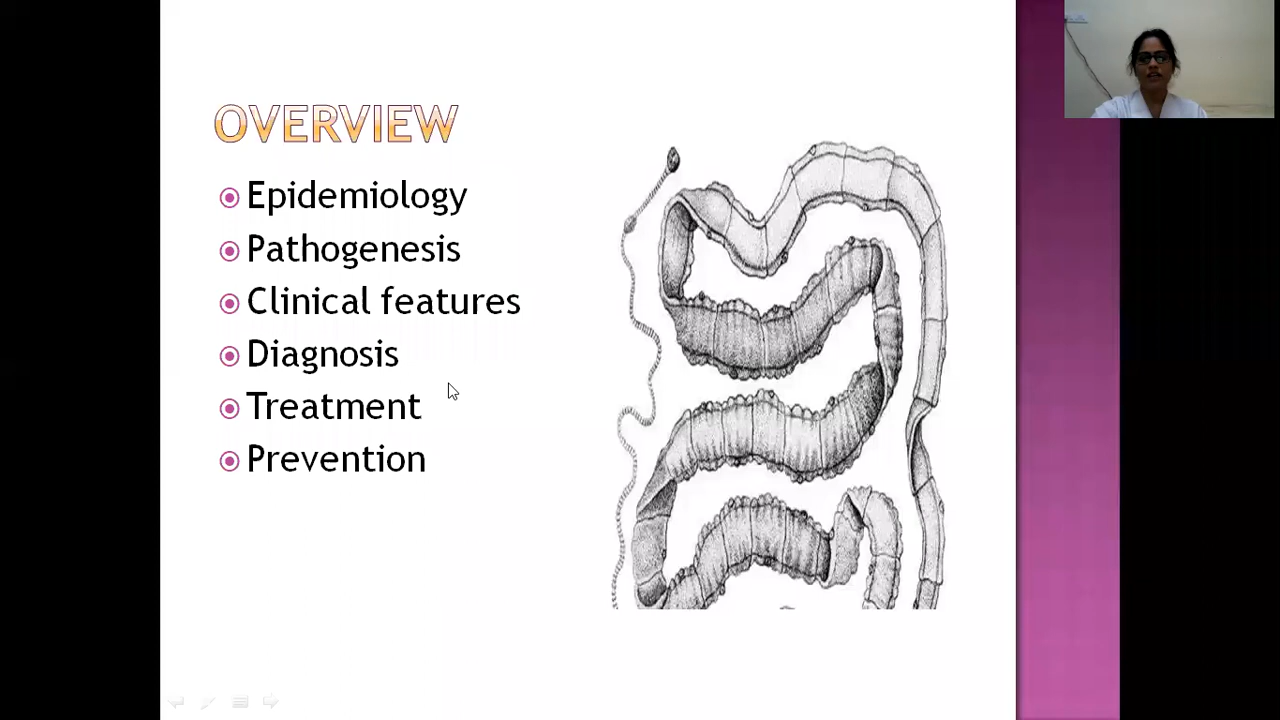 OVERVIEW
Epidemiology
Pathogenesis
Clinical features
Diagnosis
Treatment
Prevention